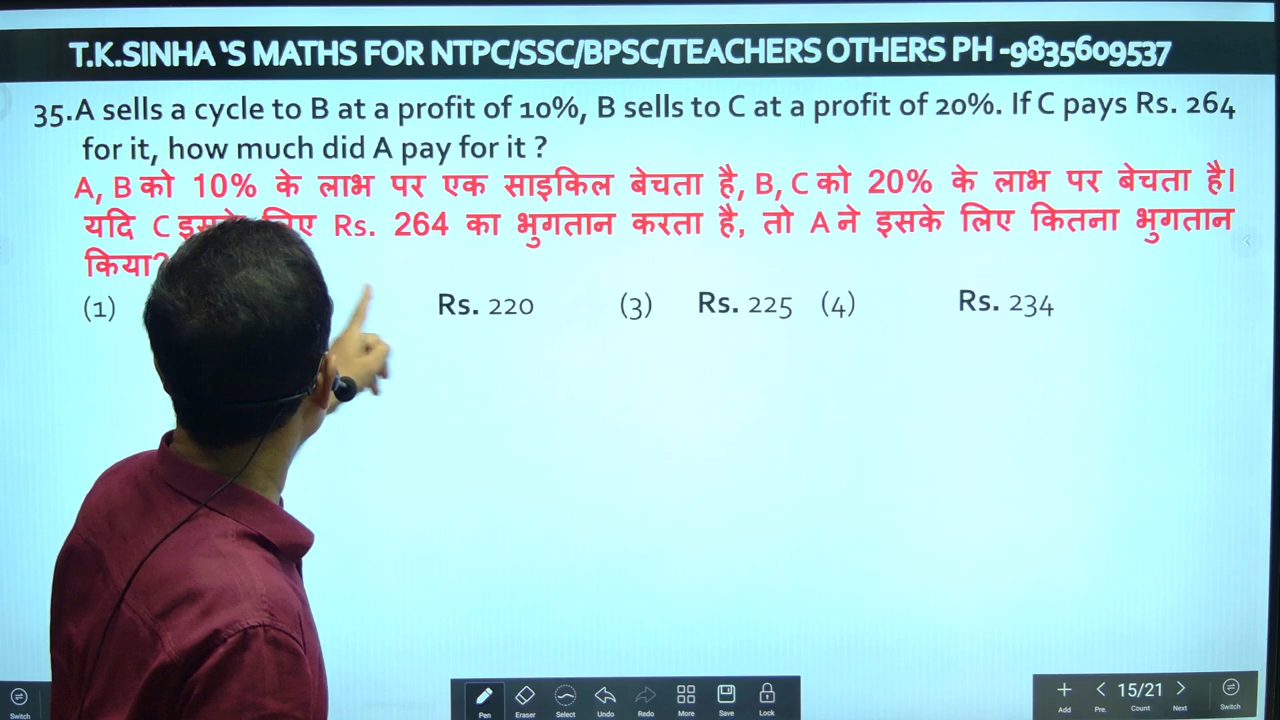 T.K.SINHA ‘S MATHS FOR NTPC/SSC/BPSC/TEACHERS OTHERS PH -9835609537
35.A sells a cycle to B at a profit of 10%, B sells to C at a profit of 20%. If C pays Rs. 264
for it, how much did A pay for it ?
A, B को 10% के लाभ पर एक साइकिल बेचता है, B, C को 20% के लाभ पर बेचता है।
यदि C Rs. 264 का भुगतान करता है, तो A ने इसके लिए कितना भुगतान
किया?
(1) Rs. 220 (3) Rs. 225 (4) Rs. 234
Switch Pen Eraser Select Undo Redo More Save Lock Add Pre. 15/21 Count Next Switch